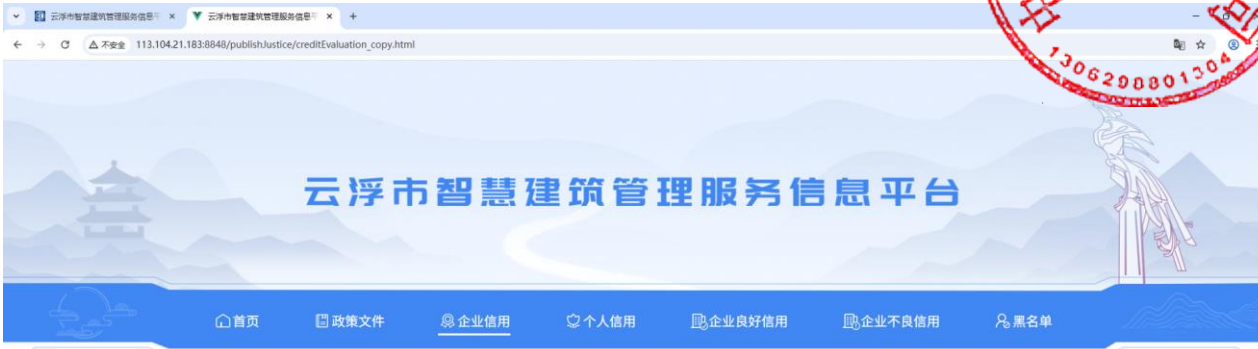 云浮市智慧建筑管理服务信息平
云浮市智慧建筑管理服务信息平
不安全 113.104.21.183:8848/publishJustice/creditEvaluation_copy.html
1306290801304
云浮市智慧建筑管理服务信息平台
首页 政策文件 企业信用 个人信用 企业良好信用 企业不良信用 黑名单